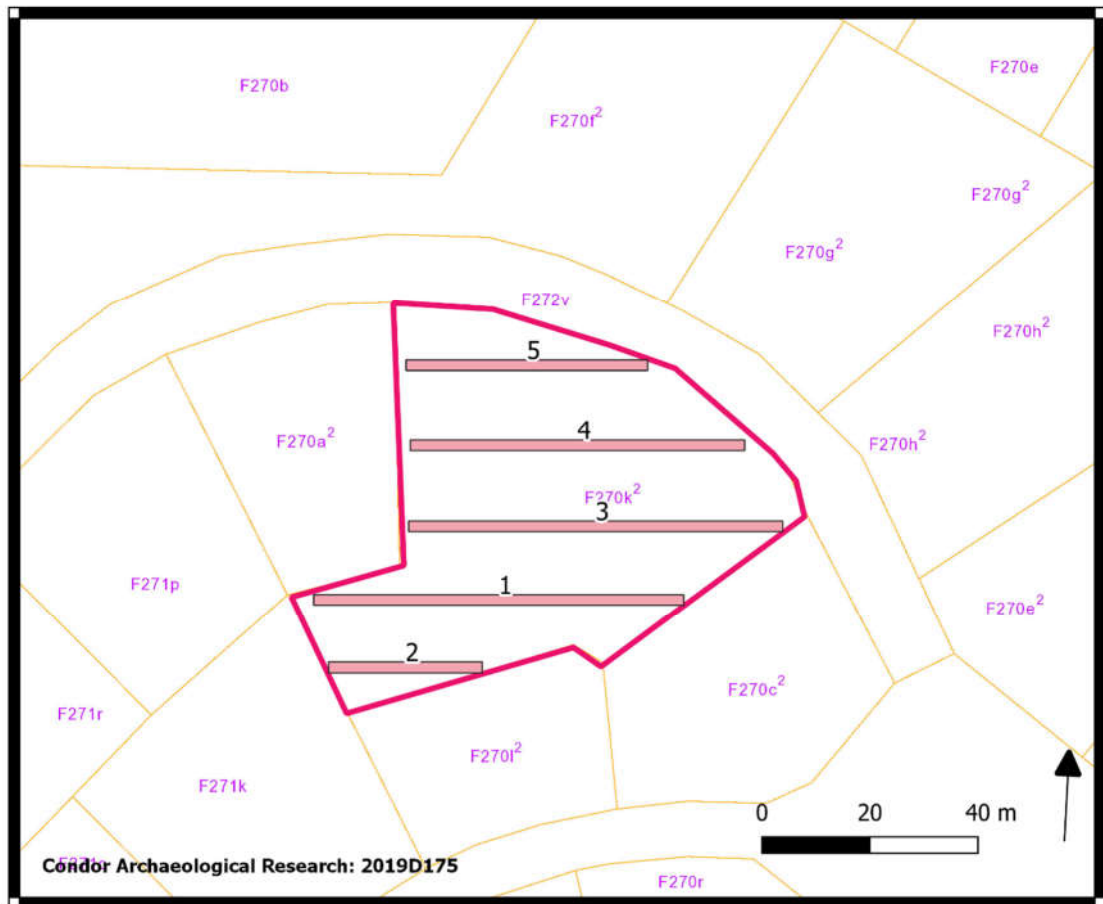 F270b
F270f²
F270e
F270g²
F270g²
F272v
F270h²
5
F270a²
4
F270h²
F270k²
3
F271p
1
F270e²
2
F270c²
F271r
F270l²
F271k
0 20 40 m
Condor Archaeological Research: 2019D175
F270r